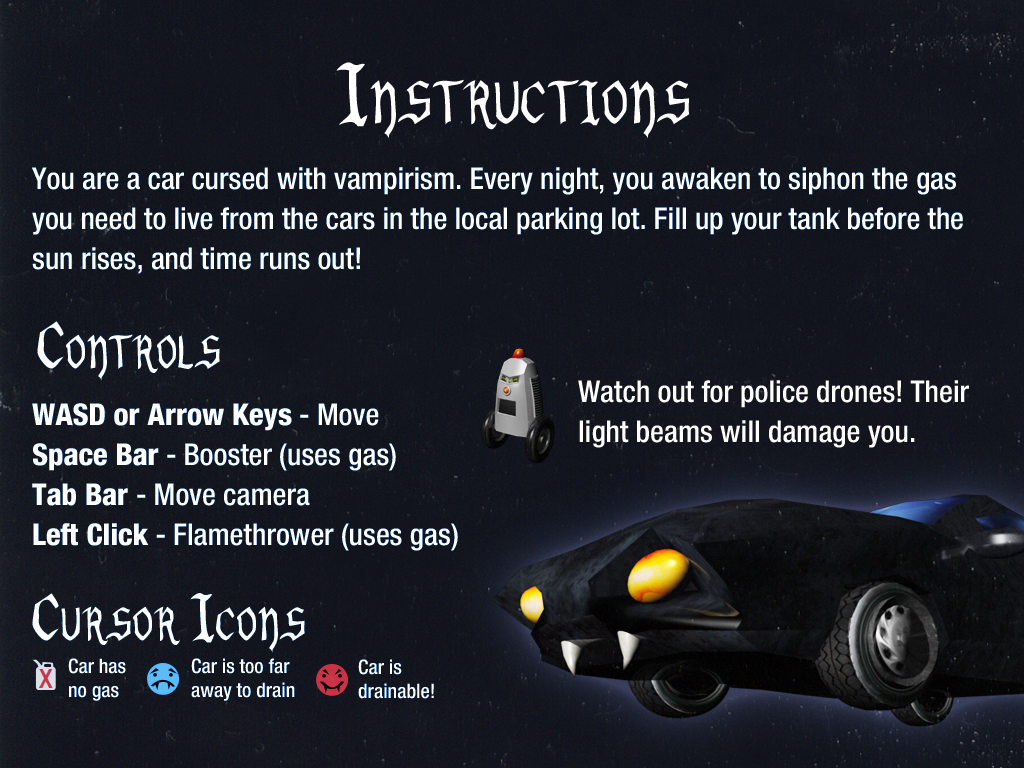 Instructions
You are a car cursed with vampirism. Every night, you awaken to siphon the gas
you need to live from the cars in the local parking lot. Fill up your tank before the
sun rises, and time runs out!
Controls
WASD or Arrow Keys - Move
Space Bar - Booster (uses gas)
Tab Bar - Move camera
Left Click - Flamethrower (uses gas)
Watch out for police drones! Their
light beams will damage you.
Cursor Icons
Car has
no gas
Car is too far
away to drain
Car is
drainable!